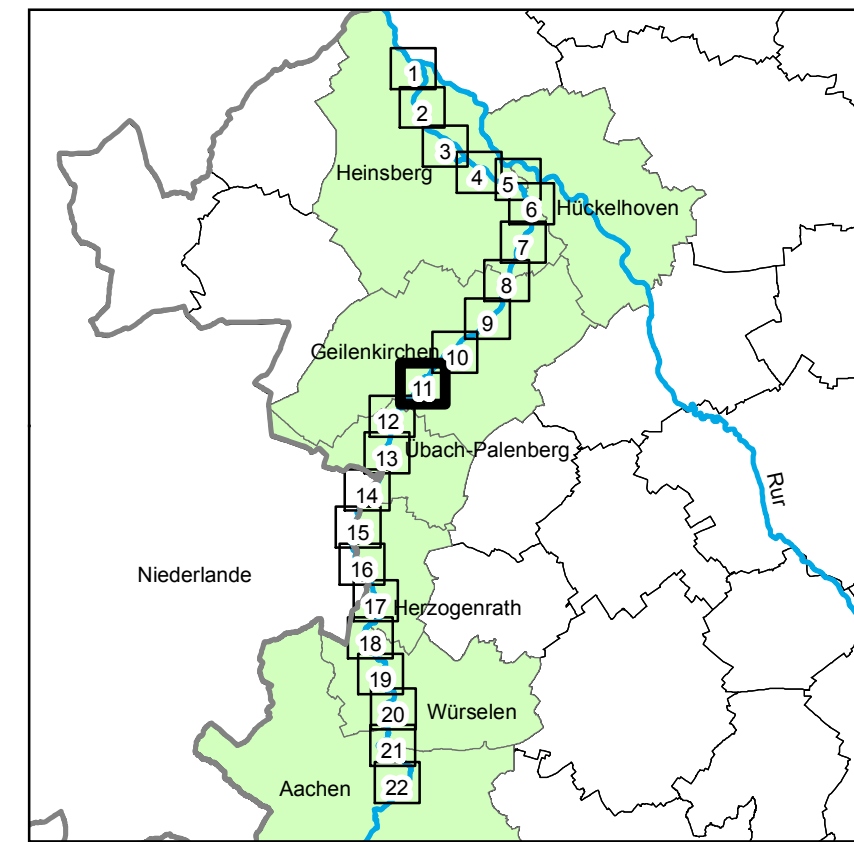 1
2
3
Heinsberg
4
5
6
Hückelhoven
7
8
9
Geilenkirchen
10
11
12
Übach-Palenberg
13
Rur
14
15
Niederlande
16
17
Herzogenrath
18
19
20
Würselen
21
Aachen
22